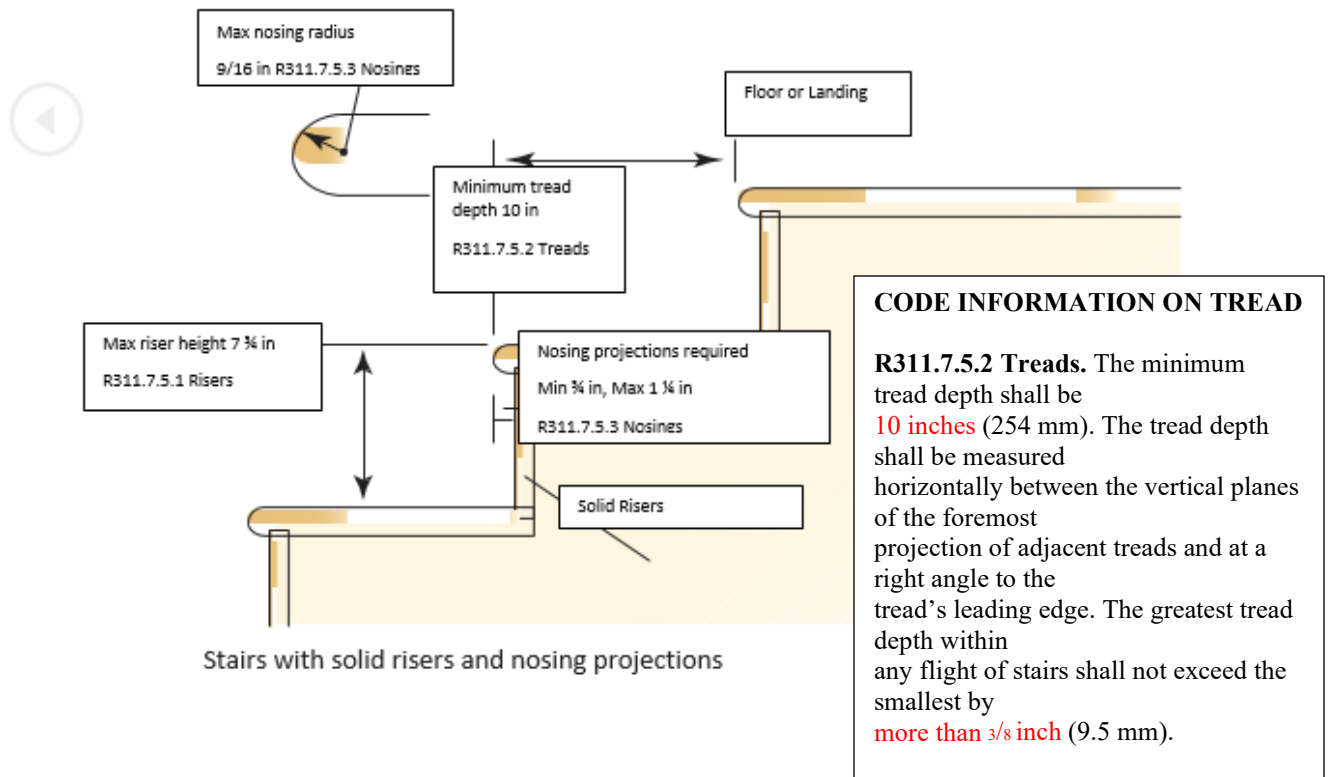 Max nosing radius
9/16 in R311.7.5.3 Nosings
Floor or Landing
Minimum tread
depth 10 in
R311.7.5.2 Treads
Max riser height 7 ¾ in
R311.7.5.1 Risers
Nosing projections required
Min ¾ in, Max 1 ¼ in
R311.7.5.3 Nosings
Solid Risers
Stairs with solid risers and nosing projections
CODE INFORMATION ON TREAD
R311.7.5.2 Treads. The minimum
tread depth shall be
10 inches (254 mm). The tread depth
shall be measured
horizontally between the vertical planes
of the foremost
projection of adjacent treads and at a
right angle to the
tread’s leading edge. The greatest tread
depth within
any flight of stairs shall not exceed the
smallest by
more than 3/8 inch (9.5 mm).